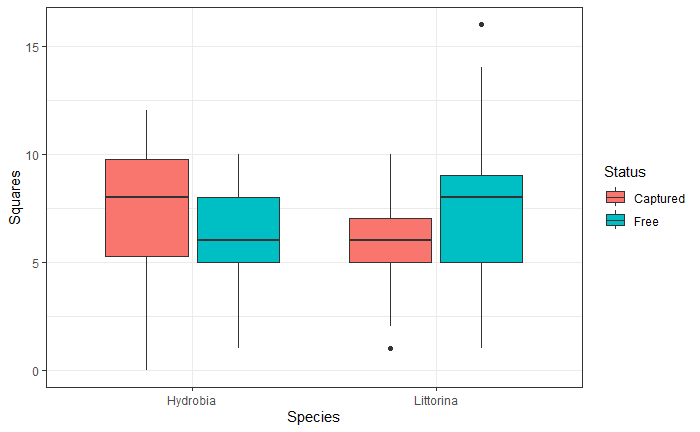 15
10
5
0
Squares
Hydrobia
Littorina
Species
Status
Captured
Free